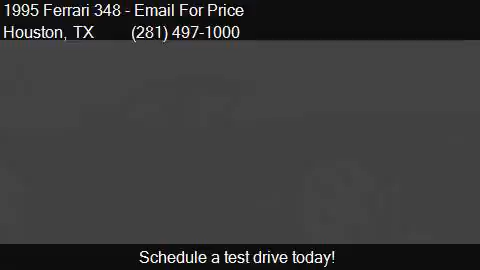 1995 Ferrari 348 - Email For Price
Houston, TX (281) 497-1000
Schedule a test drive today!